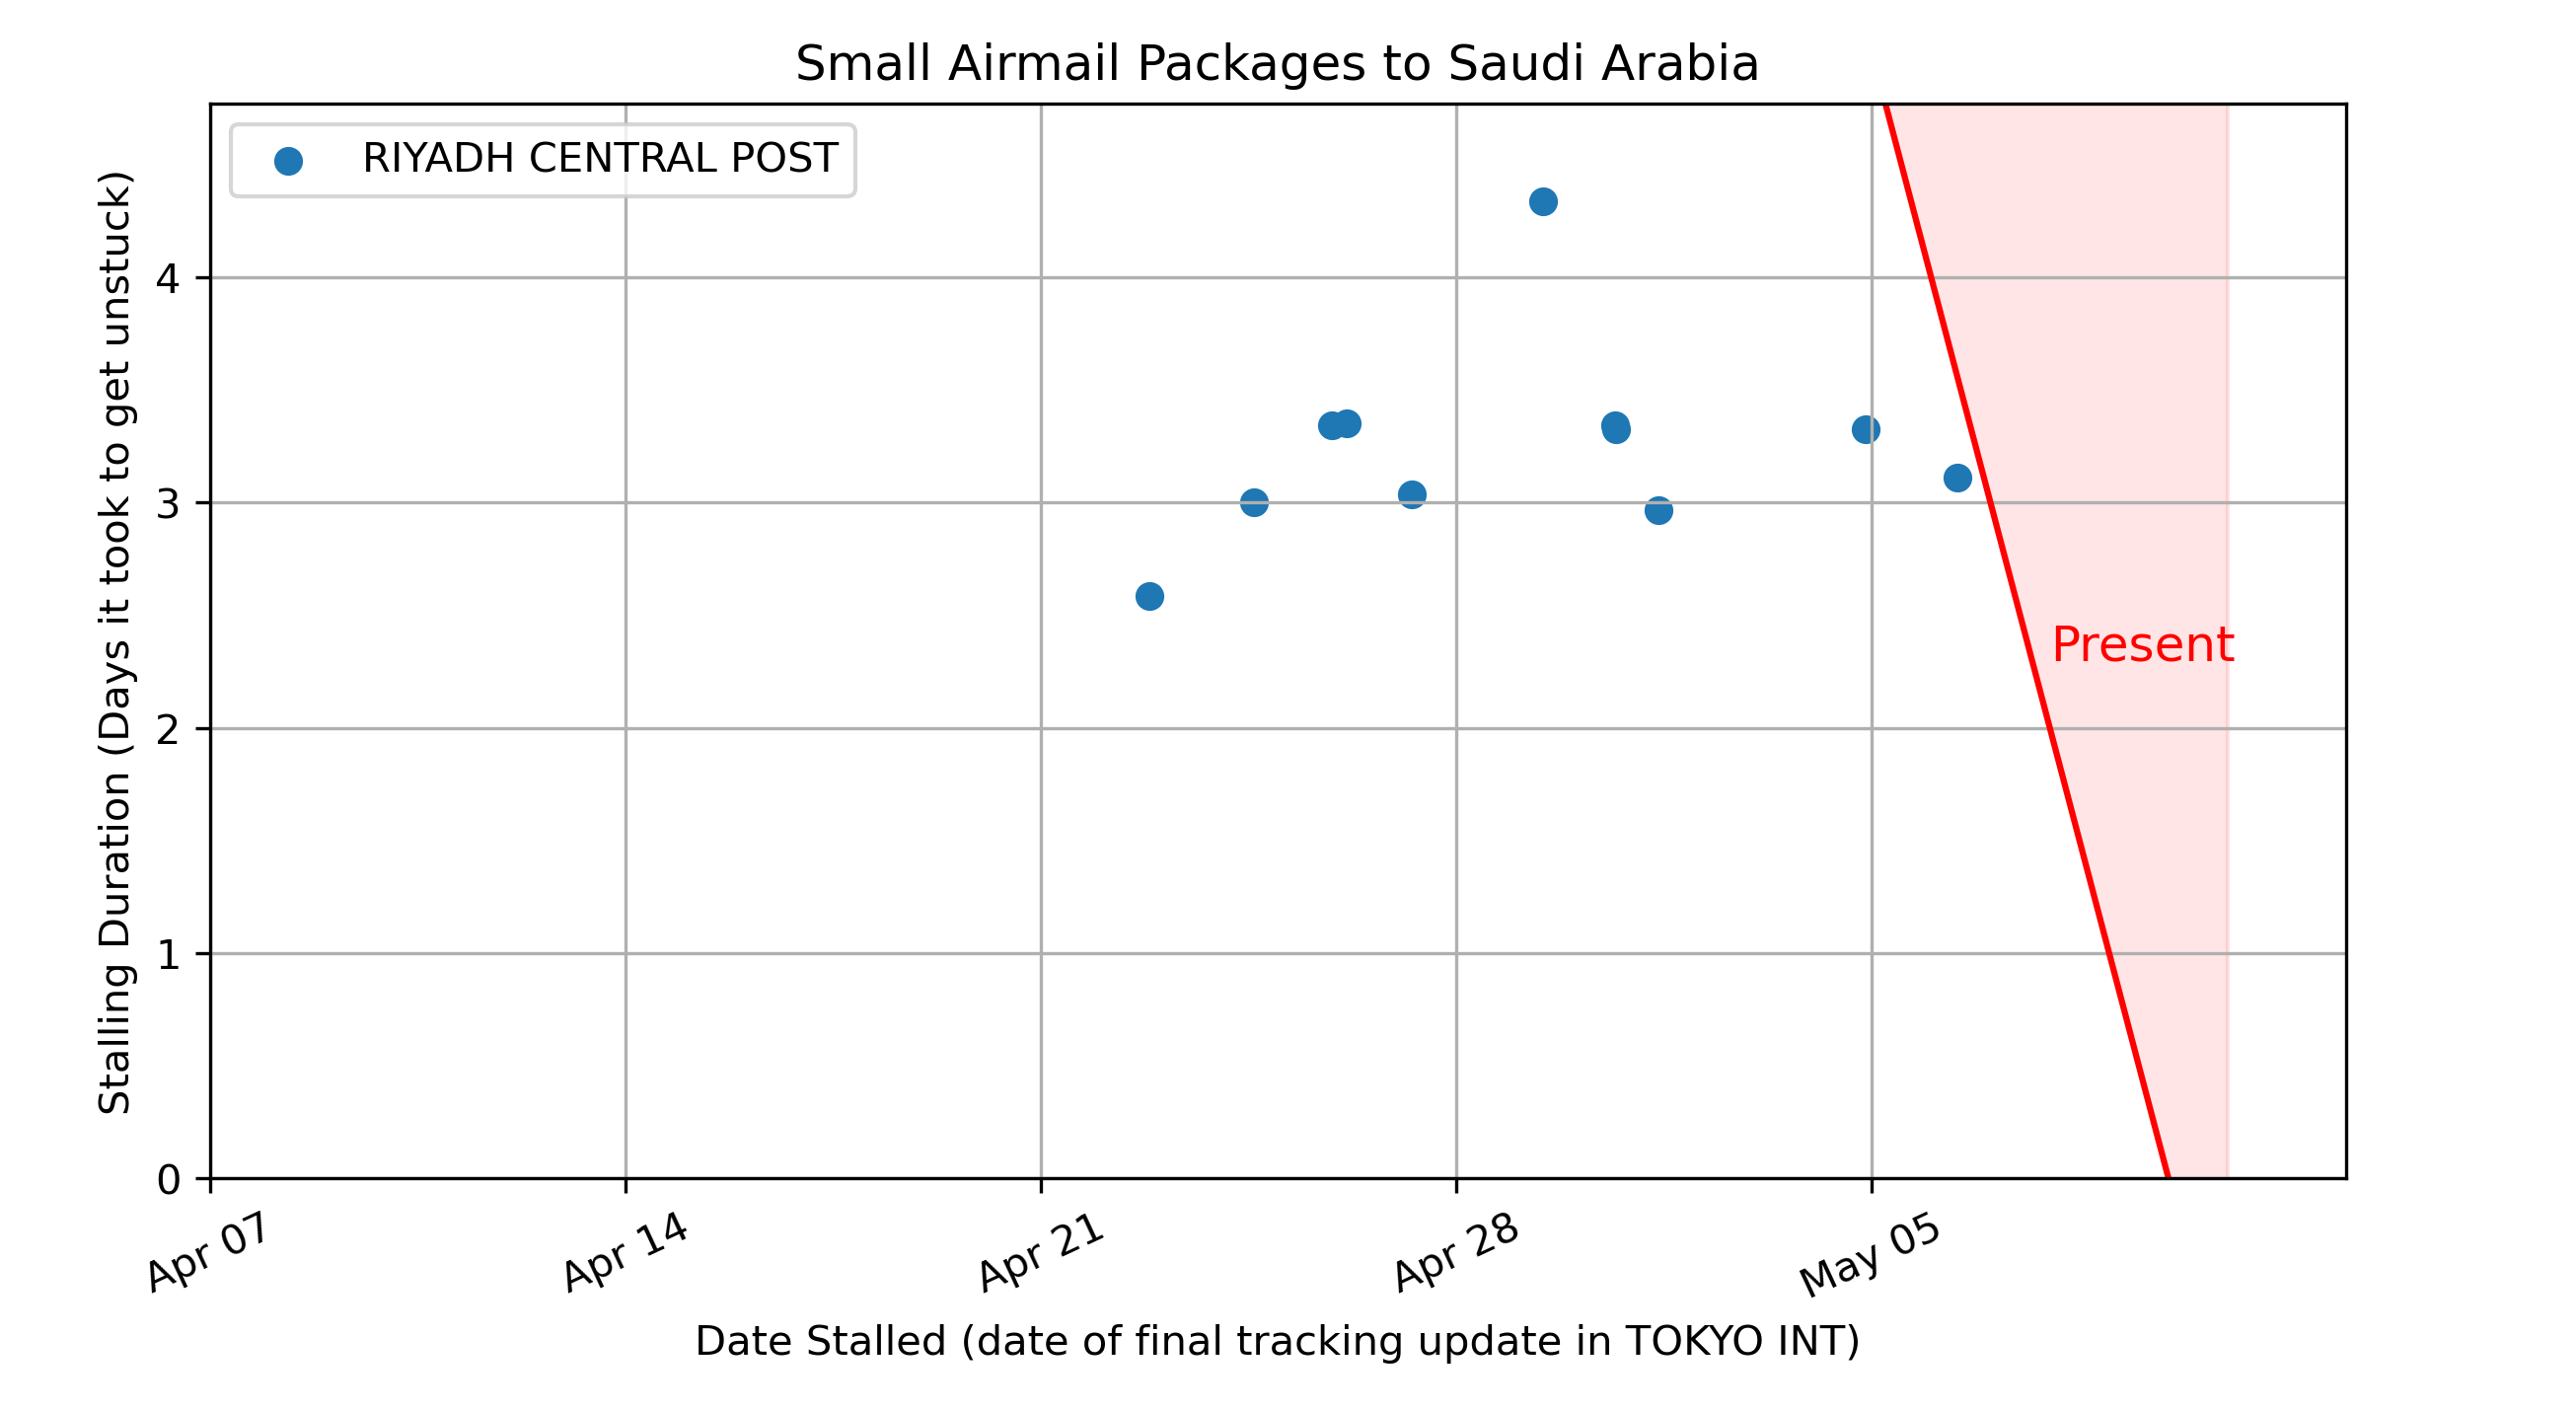 Small Airmail Packages to Saudi Arabia
RIYADH CENTRAL POST
Stalling Duration (Days it took to get unstuck)
4
3
2
1
0
Present
Apr 07
Apr 14
Apr 21
Apr 28
May 05
Date Stalled (date of final tracking update in TOKYO INT)